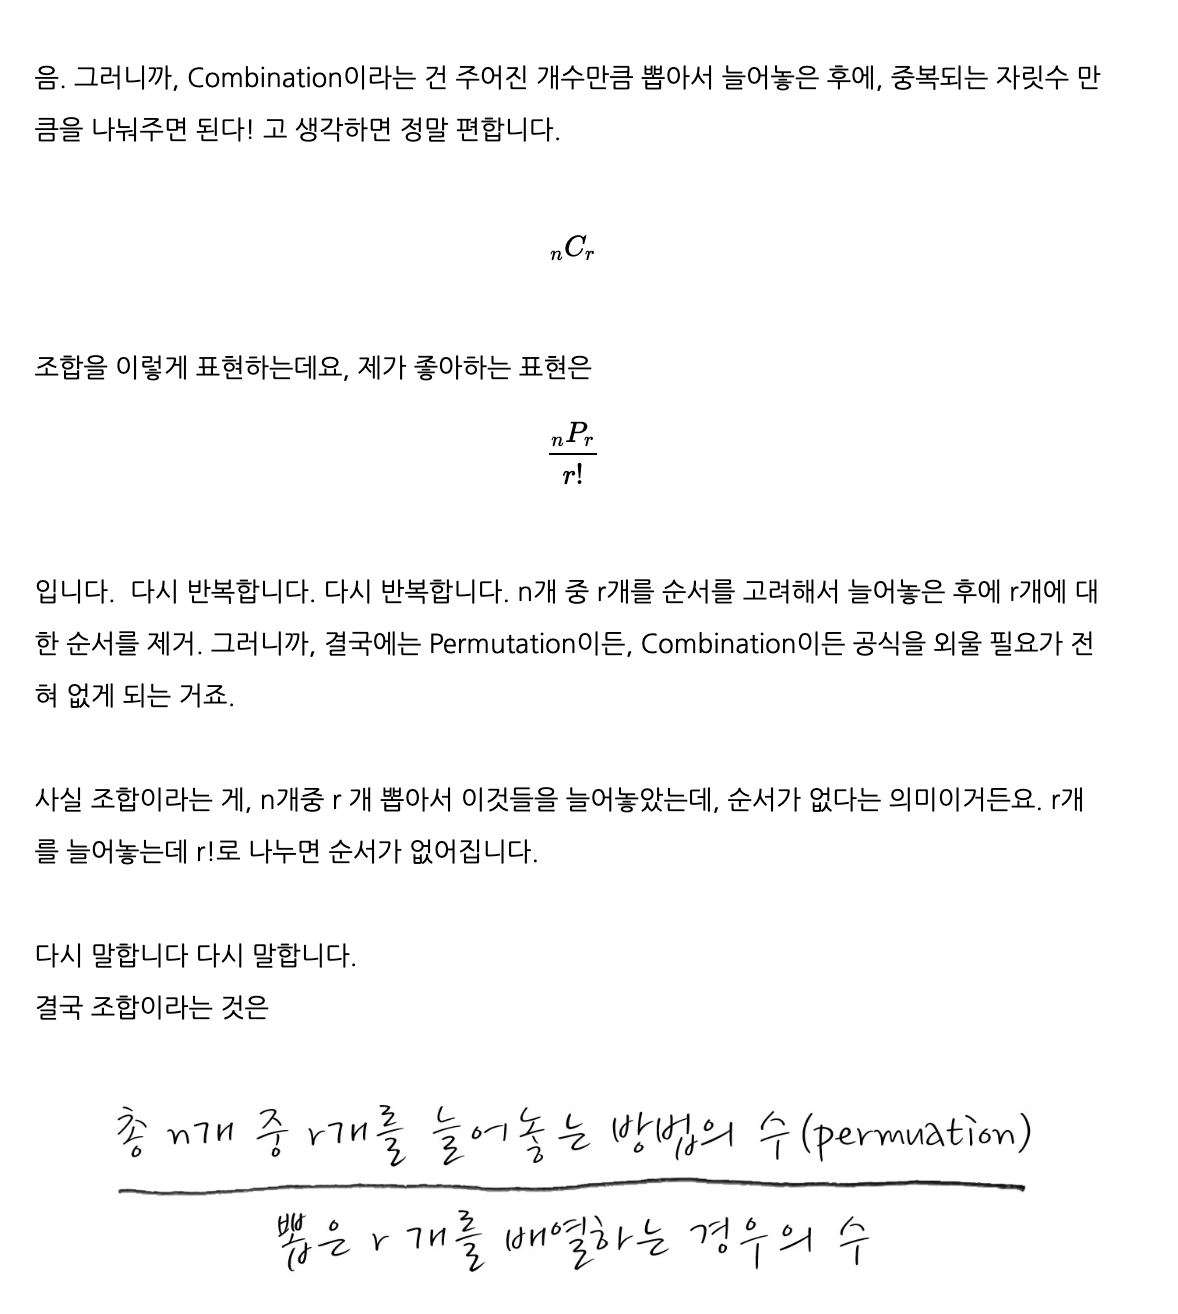 음. 그러니까, Combination이라는 건 주어진 개수만큼 뽑아서 늘어놓은 후에, 중복되는 자릿수 만
큼을 나눠주면 된다! 고 생각하면 정말 편합니다.
nCr
조합을 이렇게 표현하는데요, 제가 좋아하는 표현은
nPr
r!
입니다.  다시 반복합니다. 다시 반복합니다. n개 중 r개를 순서를 고려해서 늘어놓은 후에 r개에 대
한 순서를 제거. 그러니까, 결국에는 Permutation이든, Combination이든 공식을 외울 필요가 전
혀 없게 되는 거죠.
사실 조합이라는 게, n개중 r 개 뽑아서 이것들을 늘어놓았는데, 순서가 없다는 의미이거든요. r개
를 늘어놓는데 r!로 나누면 순서가 없어집니다.
다시 말합니다 다시 말합니다.
결국 조합이라는 것은
총 n개 중 r개를 늘어놓는 방법의 수(permuation)
뽑은 r 개를 배열하는 경우의 수